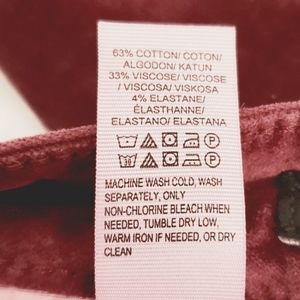 63% COTTON/ COTON/
ALGODON/ KATUN
33% VISCOSE/ VISCOSE
/ VISCOSA/ VISKOSA
4% ELASTANE/
ÉLASTHANNE/
ELASTANO/ ELASTANA
MACHINE WASH COLD, WASH
SEPARATELY, ONLY
NON-CHLORINE BLEACH WHEN
NEEDED, TUMBLE DRY LOW,
WARM IRON IF NEEDED, OR DRY
CLEAN